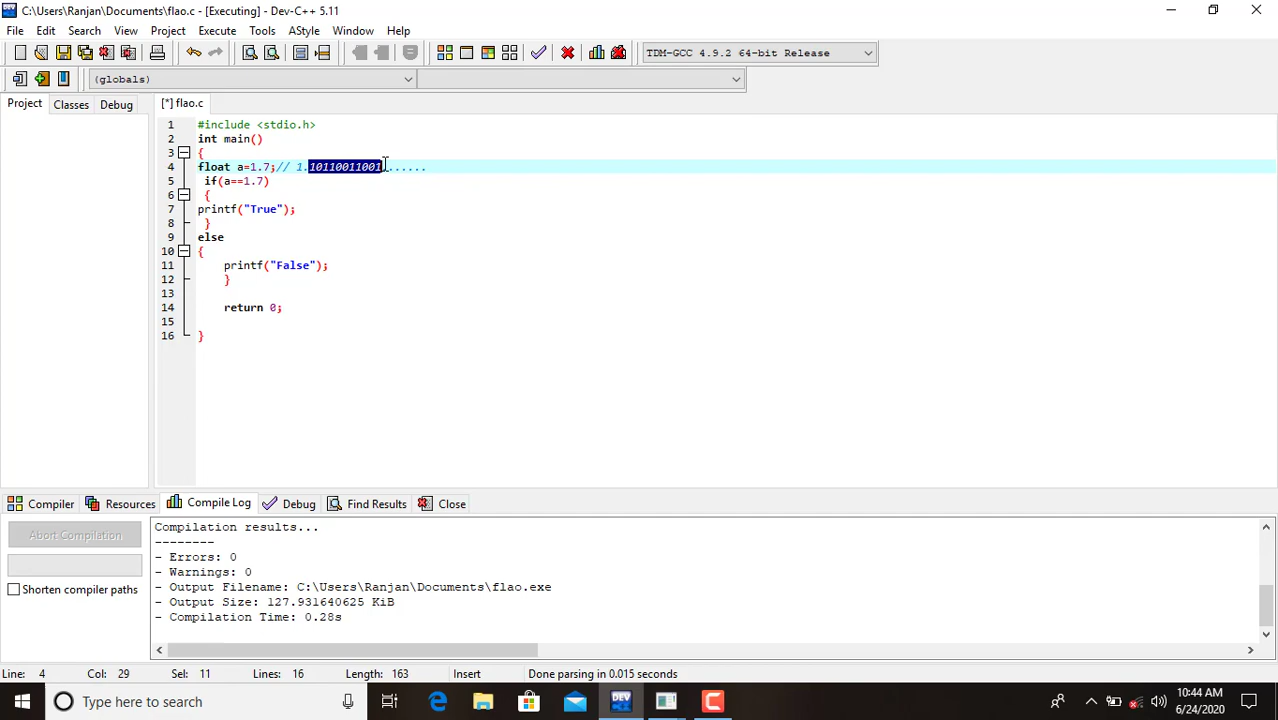 C:\Users\Ranjan\Documents\flao.c - [Executing] - Dev-C++ 5.11
File Edit Search View Project Execute Tools AStyle Window Help
TDM-GCC 4.9.2 64-bit Release
(globals)
Project Classes Debug [*] flao.c
1 #include <stdio.h>
2 int main()
3 {
4 float a=1.7;// 1.10110011001......
5 if(a==1.7)
6 {
7 printf("True");
8 }
9 else
10 {
11 printf("False");
12 }
13
14 return 0;
15
16 }
Compiler Resources Compile Log Debug Find Results Close
Abort Compilation
Shorten compiler paths
Compilation results...
--------
- Errors: 0
- Warnings: 0
- Output Filename: C:\Users\Ranjan\Documents\flao.exe
- Output Size: 127.931640625 KiB
- Compilation Time: 0.28s
Line: 4 Col: 29 Sel: 11 Lines: 16 Length: 163 Insert Done parsing in 0.015 seconds
Type here to search
DEV
10:44 AM
6/24/2020